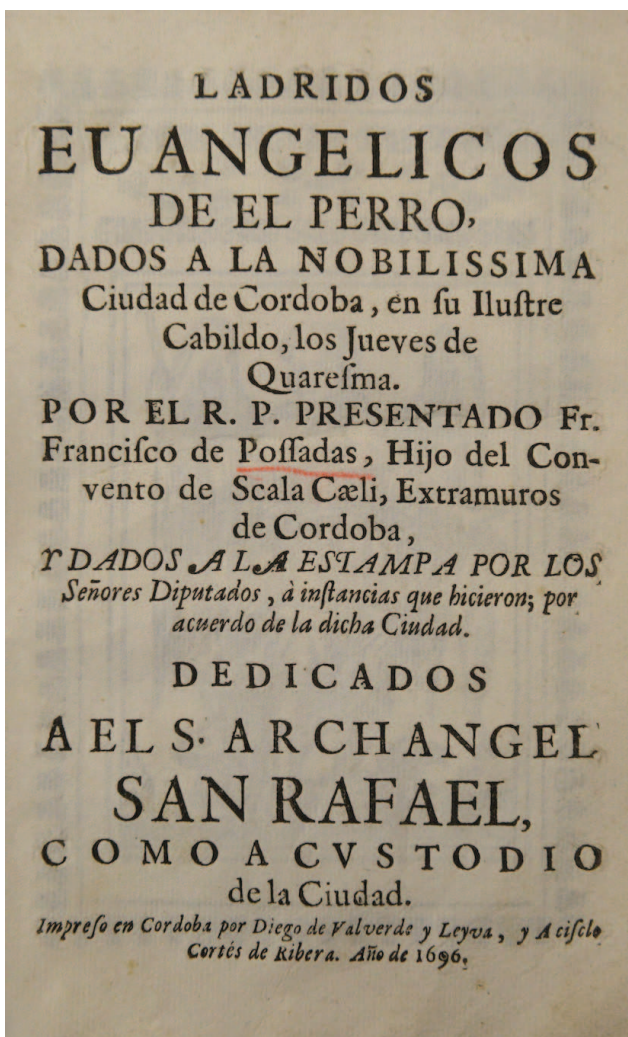 LADRIDOS
EUANGELICOS
DE EL PERRO,
DADOS A LA NOBILISSIMA
Ciudad de Cordoba, en ſu Iluſtre
Cabildo, los Jueves de
Quareſma.
POR EL R. P. PRESENTADO Fr.
Franciſco de Poſſadas, Hijo del Con-
vento de Scala Cæli, Extramuros
de Cordoba,
Y DADOS A LA ESTAMPA POR LOS
Señores Diputados, à inſtancias que hicieron; por
acuerdo de la dicha Ciudad.
DEDICADOS
A EL S. ARCHANGEL
SAN RAFAEL,
COMO A CVSTODIO
de la Ciudad.
Impreſo en Cordoba por Diego de Valverde y Leyva, y Aciſclo
Cortés de Ribera. Año de 1696.